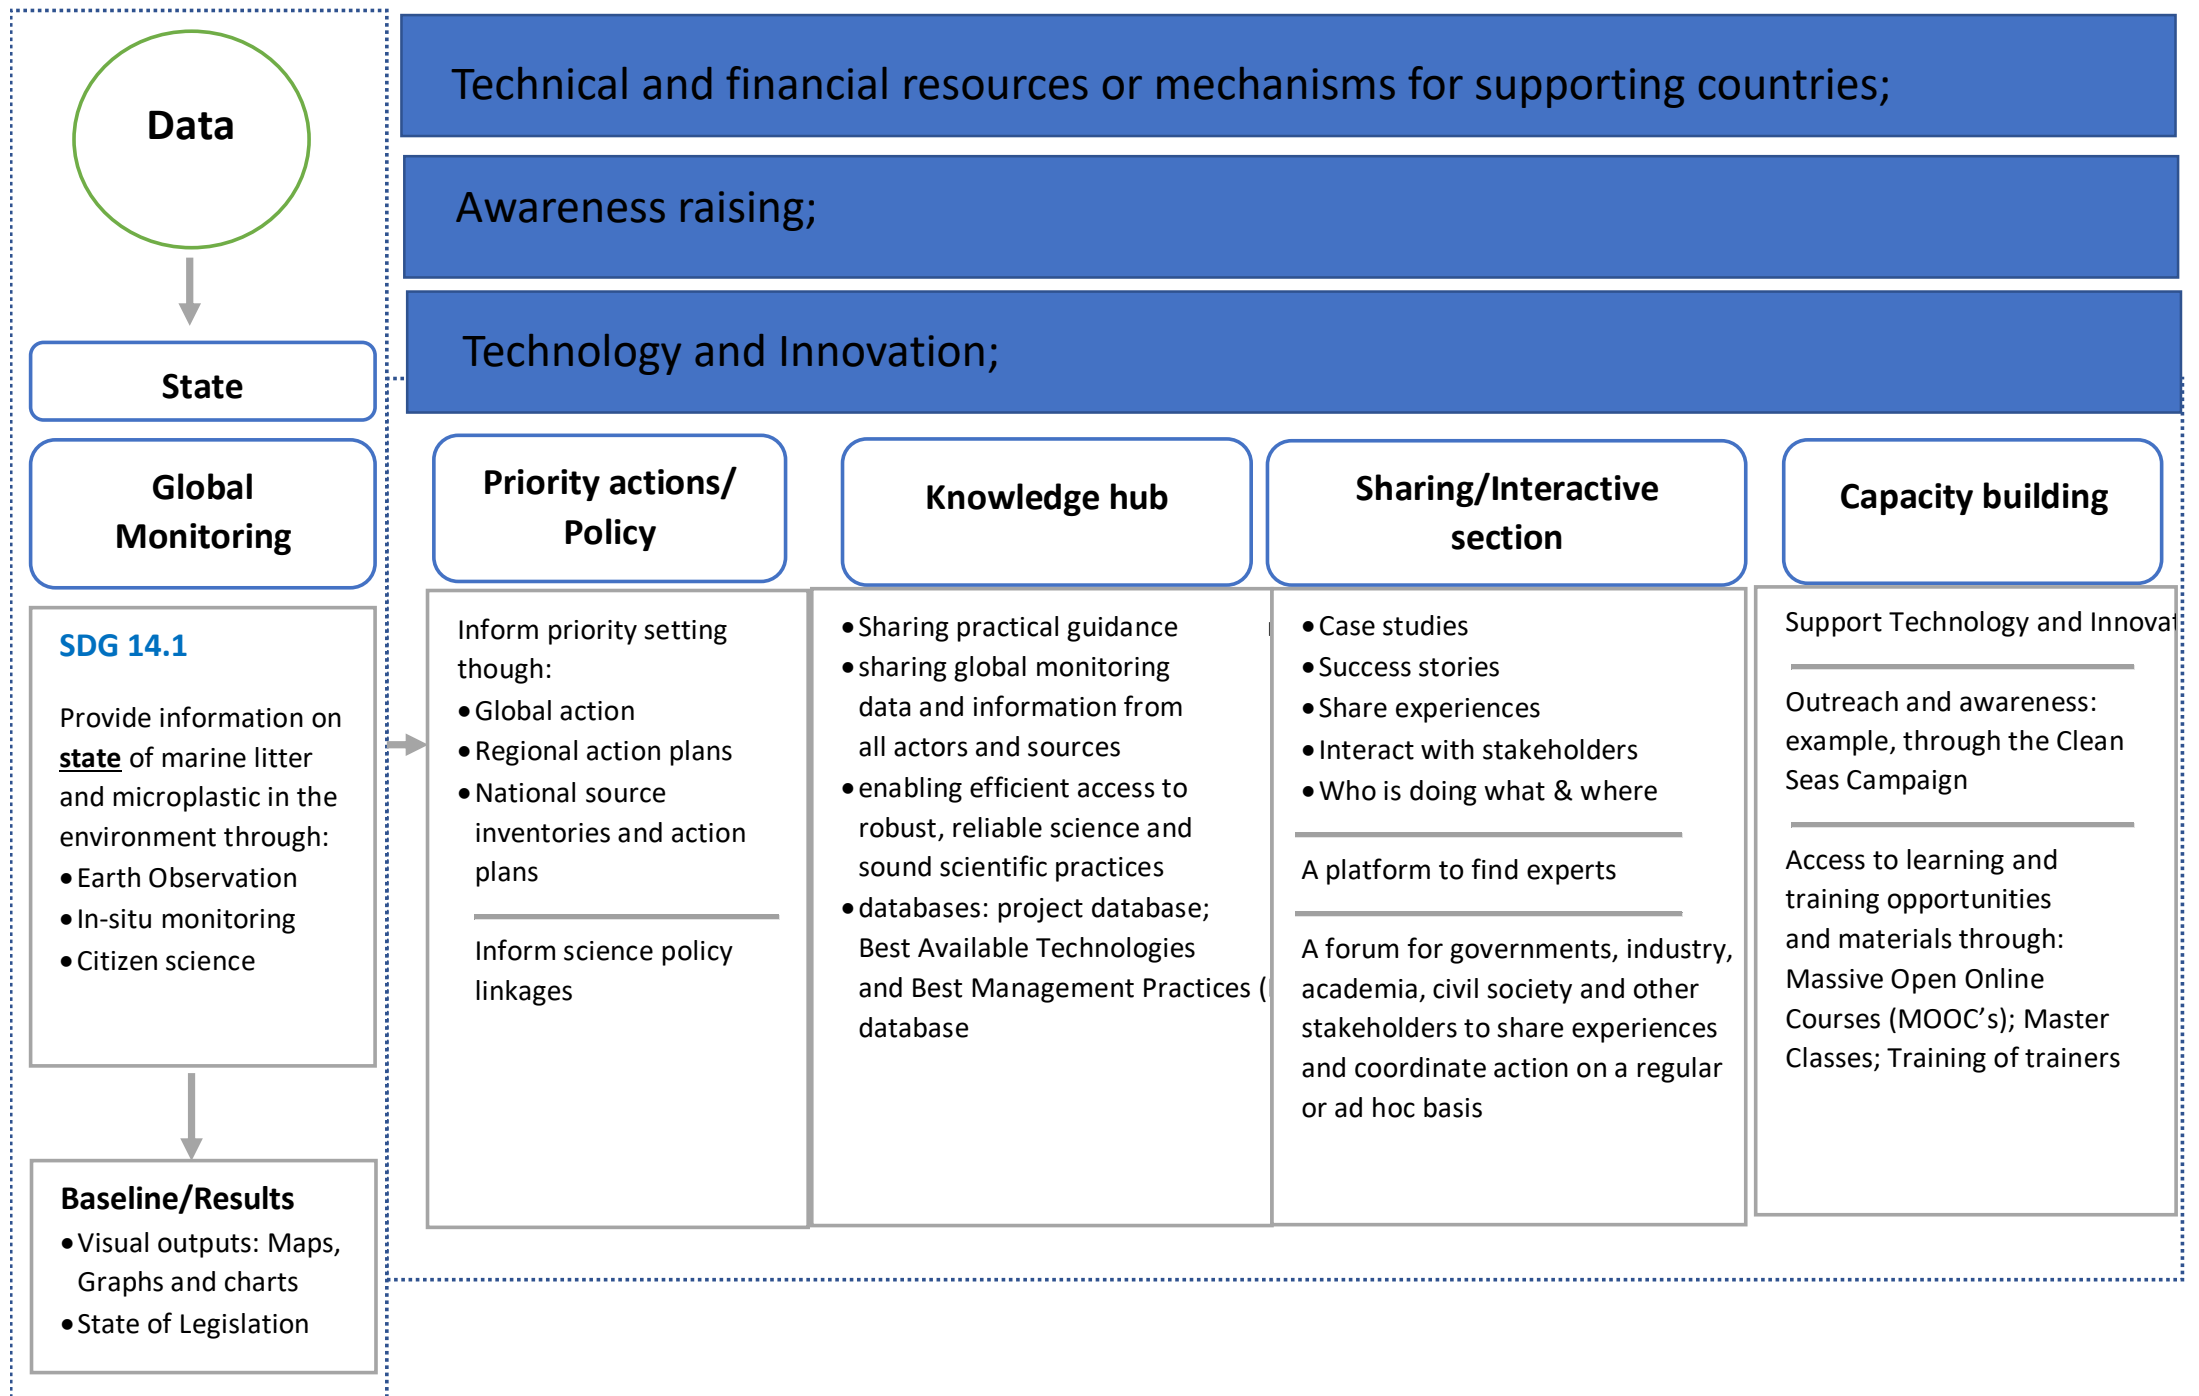 Data
State
Global
Monitoring
SDG 14.1
Provide information on
state of marine litter
and microplastic in the
environment through:
• Earth Observation
• In-situ monitoring
• Citizen science
Baseline/Results
• Visual outputs: Maps,
Graphs and charts
• State of Legislation
Technical and financial resources or mechanisms for supporting countries;
Awareness raising;
Technology and Innovation;
Priority actions/
Policy
Inform priority setting
though:
• Global action
• Regional action plans
• National source
inventories and action
plans
Inform science policy
linkages
Knowledge hub
• Sharing practical guidance
• sharing global monitoring
data and information from
all actors and sources
• enabling efficient access to
robust, reliable science and
sound scientific practices
• databases: project database;
Best Available Technologies
and Best Management Practices (
database
Sharing/Interactive
section
• Case studies
• Success stories
• Share experiences
• Interact with stakeholders
• Who is doing what & where
A platform to find experts
A forum for governments, industry,
academia, civil society and other
stakeholders to share experiences
and coordinate action on a regular
or ad hoc basis
Capacity building
Support Technology and
Outreach and awareness:
example, through the Clean
Seas Campaign
Access to learning and
training opportunities
and materials through:
Massive Open Online
Courses (MOOC’s); Master
Classes; Training of trainers